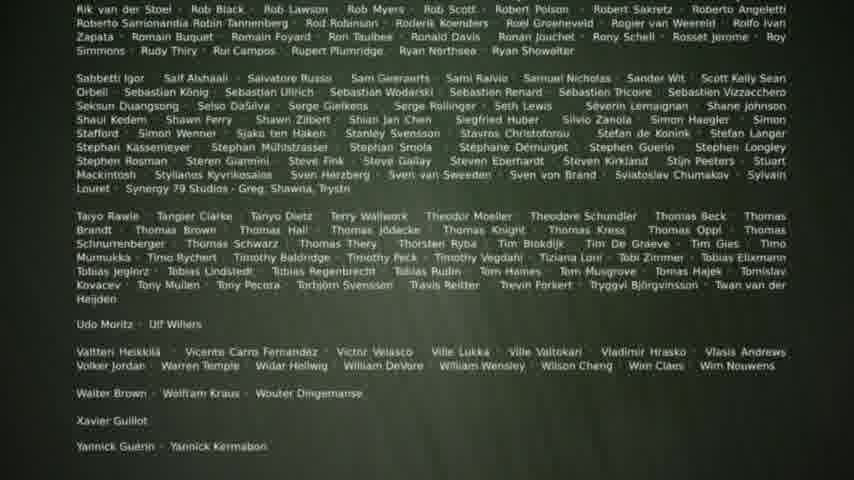 Rik van der Stoel · Rob Black · Rob Lawson · Rob Myers · Rob Scott · Robert Poison · Robert Sakretz · Roberto Angeletti
Roberto Sarrionandia Robin Tannenberg · Rod Robinson · Roderik Koenders · Roel Groeneveld · Rogier van Weereld · Rolfo Ivan
Zapata · Romain Buquet · Romain Foyard · Ron Taulbee · Ronald Davis · Ronan Jouchet · Rony Schell · Rosset Jerome · Roy
Simmons · Rudy Thiry · Rui Campos · Rupert Plumridge · Ryan Northsea · Ryan Showalter
Sabbetti Igor · Saif Alshaali · Salvatore Russo · Sam Geeraerts · Sami Raivio · Samuel Nicholas · Sander Wit · Scott Kelly Sean
Orbell · Sebastian König · Sebastian Ullrich · Sebastian Wodarski · Sebastien Renard · Sebastien Tricoire · Sebastien Vizzacchero
Seksun Duangsong · Selso DaSilva · Serge Gielkens · Serge Rollinger · Seth Lewis · Séverin Lemaignan · Shane Johnson
Shaul Kedem · Shawn Perry · Shawn Zilbert · Shian Jan Chen · Siegfried Huber · Silvio Zanola · Simon Haegler · Simon
Stafford · Simon Wenner · Sjako ten Haken · Stanley Svensson · Stavros Christoforou · Stefan de Konink · Stefan Langer
Stephan Kassemeyer · Stephan Mühlstrasser · Stephan Smola · Stéphane Démurget · Stephen Guerin · Stephen Longley
Stephen Rosman · Steren Giannini · Steve Fink · Steve Gallay · Steven Eberhardt · Steven Kirkland · Stijn Peeters · Stuart
Mackintosh · Stylianos Kyvrikosaios · Sven Herzberg · Sven van Sweeden · Sven von Brand · Sviatoslav Chumakov · Sylvain
Louret · Synergy 79 Studios - Greg, Shawna, Trystn
Taiyo Rawle · Tangier Clarke · Tanyo Dietz · Terry Wallwork · Theodor Moeller · Theodore Schundler · Thomas Beck · Thomas
Brandt · Thomas Brown · Thomas Hall · Thomas Jödecke · Thomas Knight · Thomas Kress · Thomas Oppl · Thomas
Schnurrenberger · Thomas Schwarz · Thomas Thery · Thorsten Ryba · Tim Blokdijk · Tim De Graeve · Tim Gies · Timo
Murmukka · Timo Rychert · Timothy Baldridge · Timothy Peck · Timothy Vegdahl · Tiziana Loni · Tobi Zimmer · Tobias Elixmann
Tobias Jeglorz · Tobias Lindstedt · Tobias Regenbrecht · Tobias Rudin · Tom Hames · Tom Musgrove · Tomas Hajek · Tomislav
Kovacev · Tony Mullen · Tony Pecora · Torbjörn Svensson · Travis Reitter · Trevin Forkert · Tryggvi Björgvinsson · Twan van der
Heijden
Udo Moritz · Ulf Willers
Valtteri Heikkilä · Vicente Carro Fernandez · Victor Velasco · Ville Lukka · Ville Valtokari · Vladimir Hrasko · Vlasis Andrews
Volker Jordan · Warren Temple · Widar Hellwig · William DeVore · William Wensley · Wilson Cheng · Wim Claes · Wim Nouwens
Walter Brown · Wolfram Kraus · Wouter Dingemanse
Xavier Guillot
Yannick Guérin · Yannick Kermabon